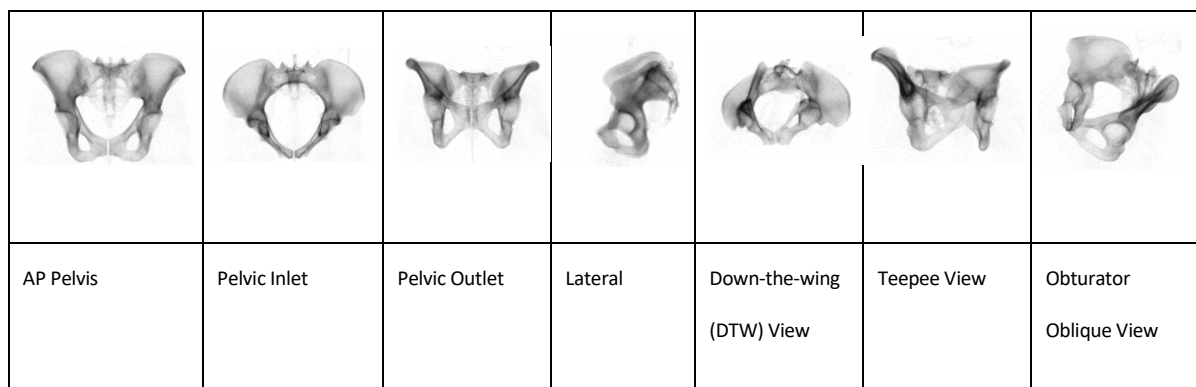 AP Pelvis
Pelvic Inlet
Pelvic Outlet
Lateral
Down-the-wing
(DTW) View
Teepee View
Obturator
Oblique View